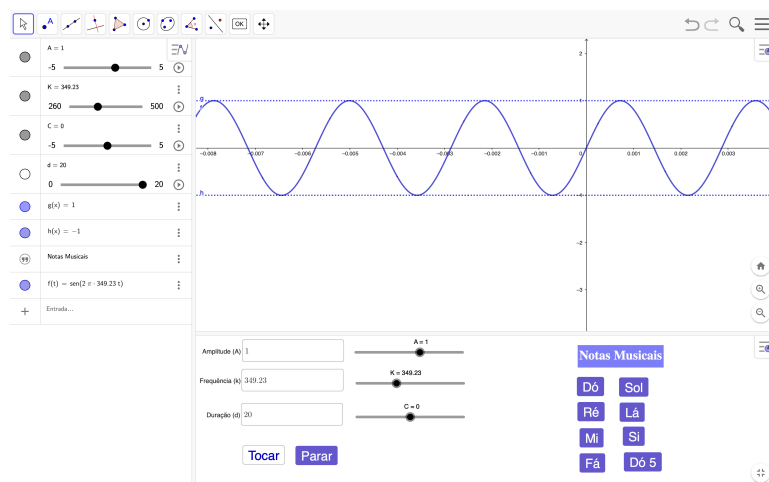 A
OK
A = 1
-5 5
K = 349.23
260 500
C = 0
-5 5
d = 20
0 20
g(x) = 1
h(x) = −1
Notas Musicais
f(t) = sen(2 π · 349.23 t)
+ Entrada...
2
g
f
1
−0.008 −0.007 −0.006 −0.005 −0.004 −0.003 −0.002 −0.001 0 0.001 0.002 0.003
h
−1
−2
−3
Amplitude (A) 1
A = 1
Frequência (k) 349.23
K = 349.23
Duração (d) 20
C = 0
Tocar Parar
Notas Musicais
Dó Sol
Ré Lá
Mi Si
Fá Dó 5